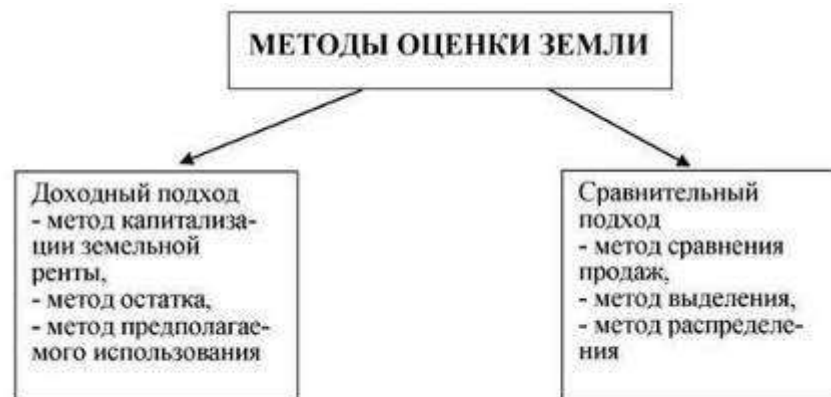 МЕТОДЫ ОЦЕНКИ ЗЕМЛИ
Доходный подход
- метод капитализа-
ции земельной
ренты,
- метод остатка,
- метод предполагае-
мого использования
Сравнительный
подход
- метод сравнения
продаж,
- метод выделения,
- метод распределе-
ния